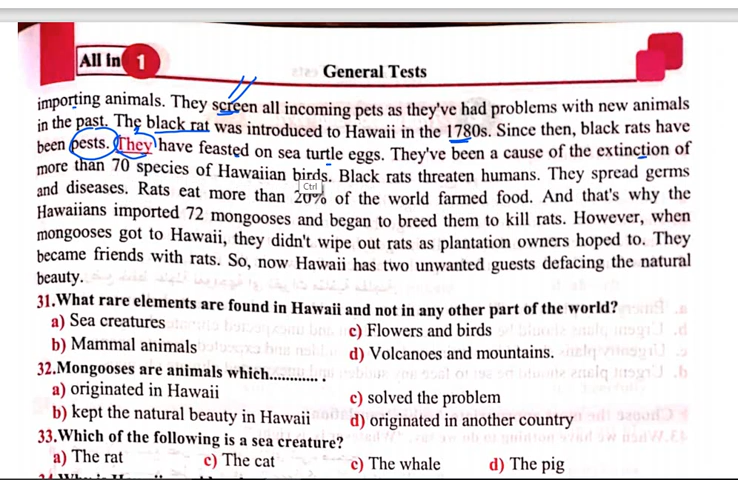 All in 1
General Tests
importing animals. They screen all incoming pets as they've had problems with new animals
in the past. The black rat was introduced to Hawaii in the 1780s. Since then, black rats have
been pests. They have feasted on sea turtle eggs. They've been a cause of the extinction of
more than 70 species of Hawaiian birds. Black rats threaten humans. They spread germs
and diseases. Rats eat more than 20% of the world farmed food. And that's why the
Ctrl
Hawaiians imported 72 mongooses and began to breed them to kill rats. However, when
mongooses got to Hawaii, they didn't wipe out rats as plantation owners hoped to. They
became friends with rats. So, now Hawaii has two unwanted guests defacing the natural
beauty.
31.What rare elements are found in Hawaii and not in any other part of the world?
a) Sea creatures
c) Flowers and birds
b) Mammal animals
d) Volcanoes and mountains.
32.Mongooses are animals which............ .
a) originated in Hawaii
c) solved the problem
b) kept the natural beauty in Hawaii
d) originated in another country
33.Which of the following is a sea creature?
a) The rat
c) The cat
c) The whale
d) The pig